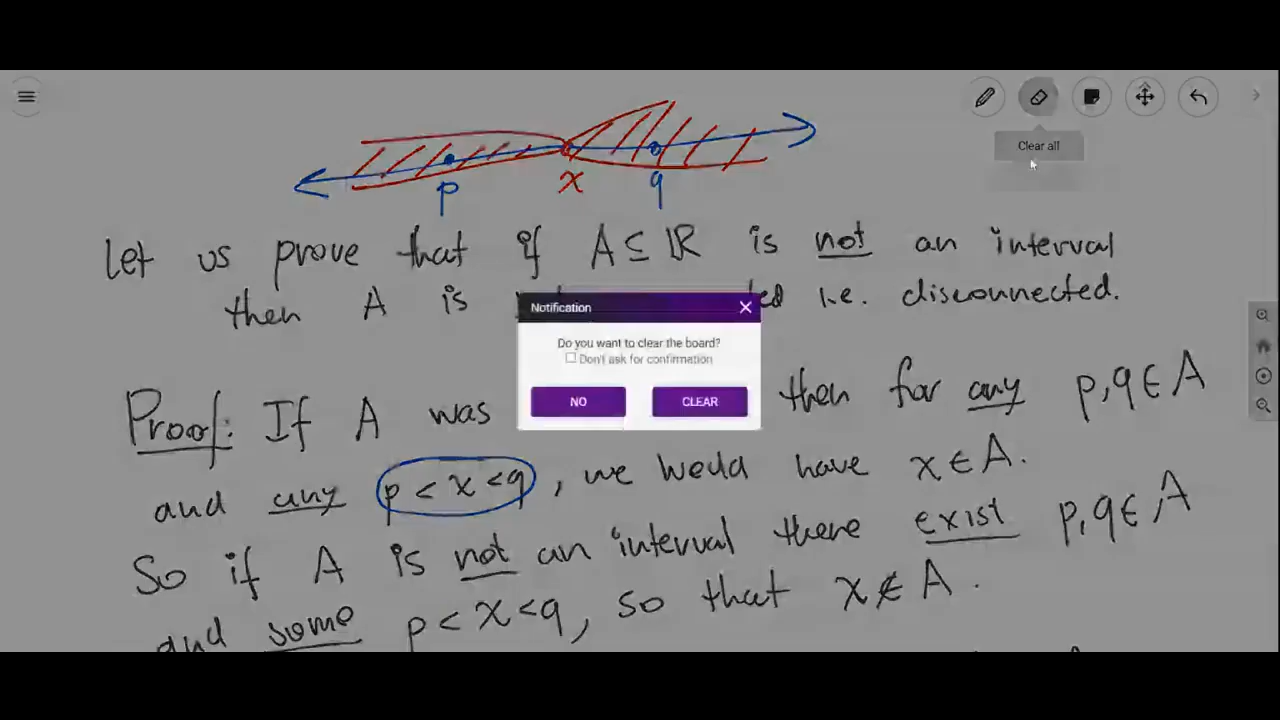 Clear all
p x q
Let us prove that if A ⊆ ℝ is not an interval
then A is ed i.e. disconnected.
Notification
Do you want to clear the board?
Don't ask for confirmation
NO CLEAR
Proof: If A was then for any p,q ∈ A
and any p < x < q, we would have x ∈ A.
So if A is not an interval there exist p,q ∈ A
and some p < x < q, so that x ∉ A.